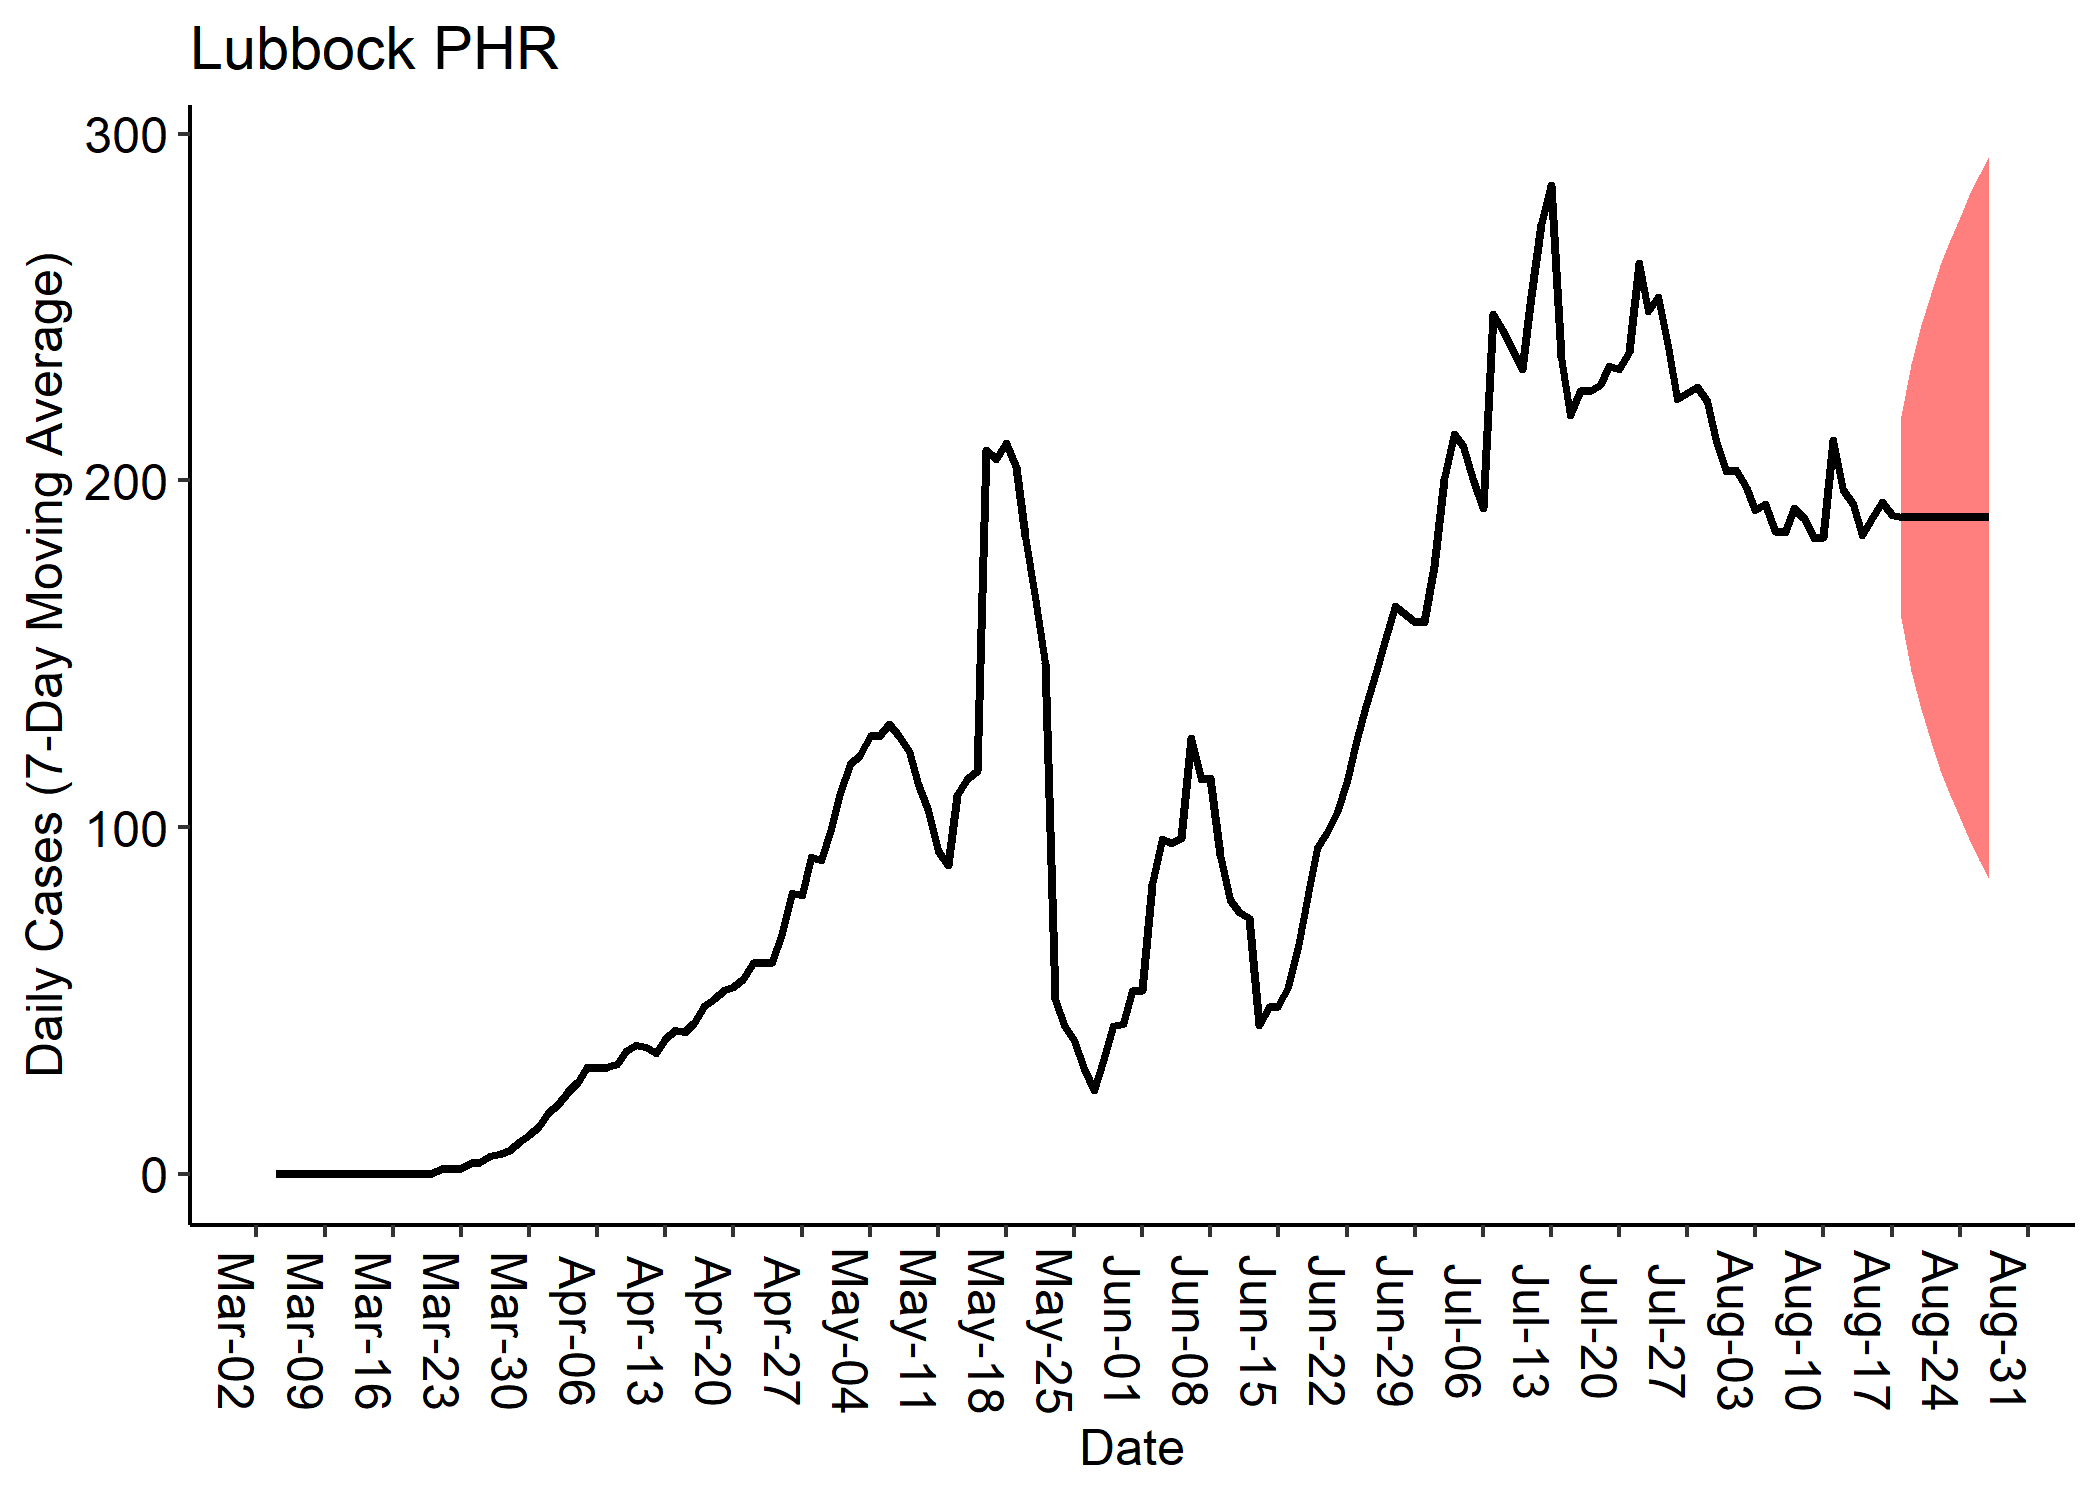 Lubbock PHR
Daily Cases (7-Day Moving Average)
300
200
100
0
Mar-02
Mar-09
Mar-16
Mar-23
Mar-30
Apr-06
Apr-13
Apr-20
Apr-27
May-04
May-11
May-18
May-25
Jun-01
Jun-08
Jun-15
Jun-22
Jun-29
Jul-06
Jul-13
Jul-20
Jul-27
Aug-03
Aug-10
Aug-17
Aug-24
Aug-31
Date